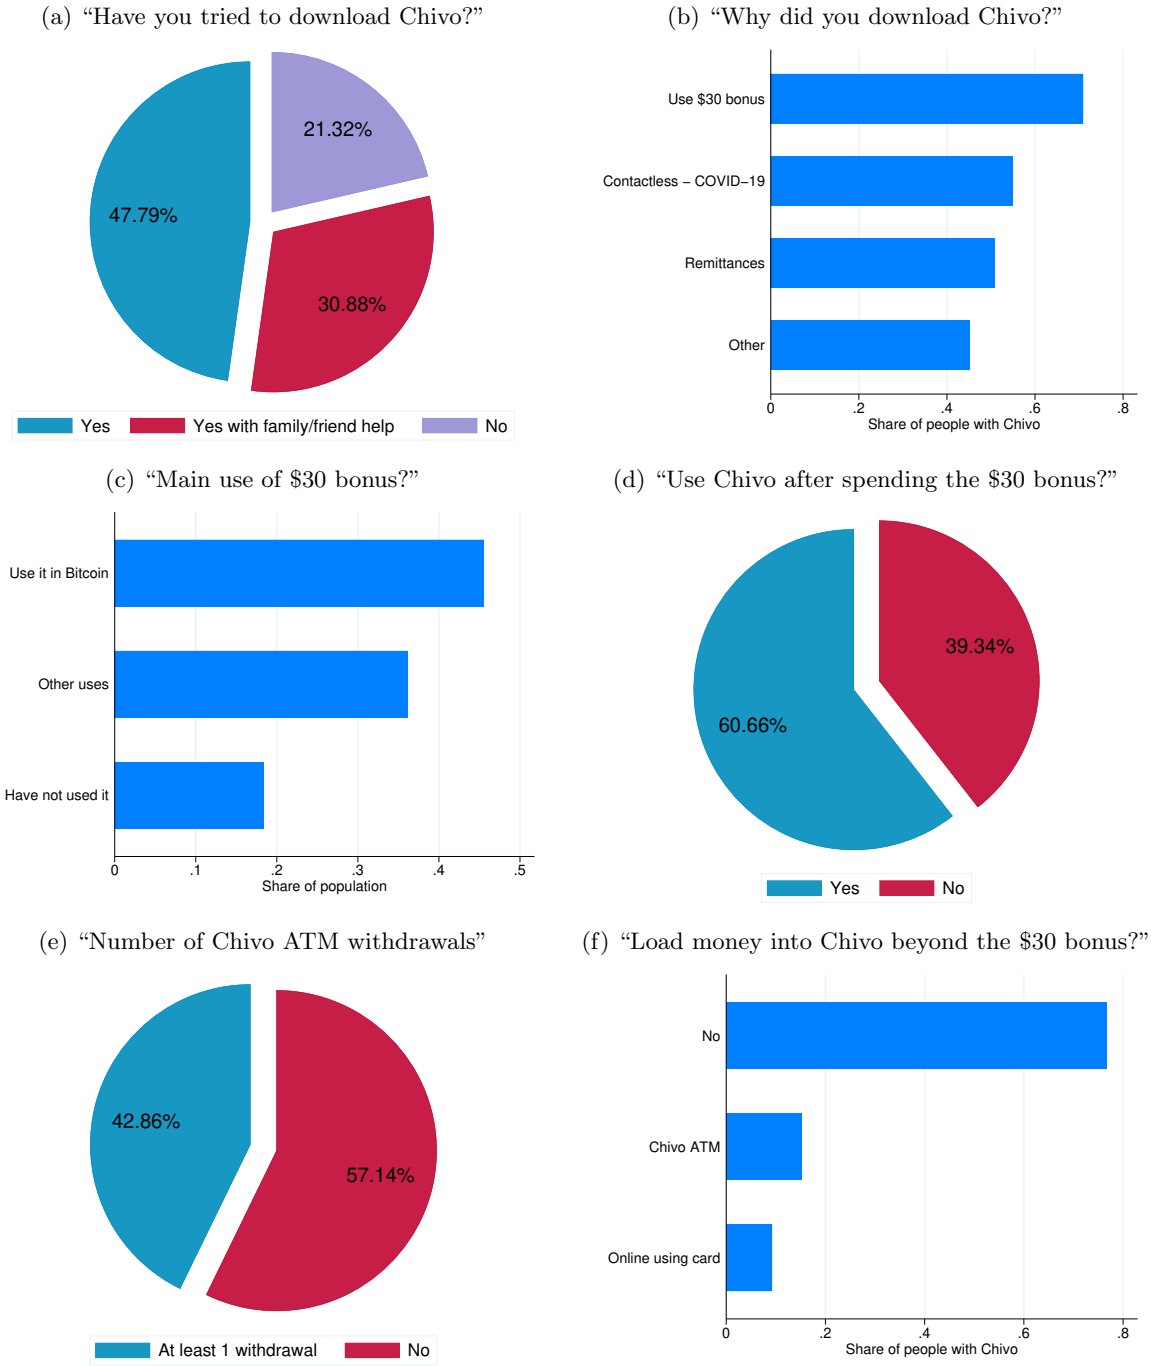 (a) “Have you tried to download Chivo?”
21.32%
47.79%
30.88%
Yes
Yes with family/friend help
No
(b) “Why did you download Chivo?”
Use $30 bonus
Contactless − COVID−19
Remittances
Other
0 .2 .4 .6 .8
Share of people with Chivo
(c) “Main use of $30 bonus?”
Use it in Bitcoin
Other uses
Have not used it
0 .1 .2 .3 .4 .5
Share of population
(d) “Use Chivo after spending the $30 bonus?”
39.34%
60.66%
Yes
No
(e) “Number of Chivo ATM withdrawals”
42.86%
57.14%
At least 1 withdrawal
No
(f) “Load money into Chivo beyond the $30 bonus?”
No
Chivo ATM
Online using card
0 .2 .4 .6 .8
Share of people with Chivo